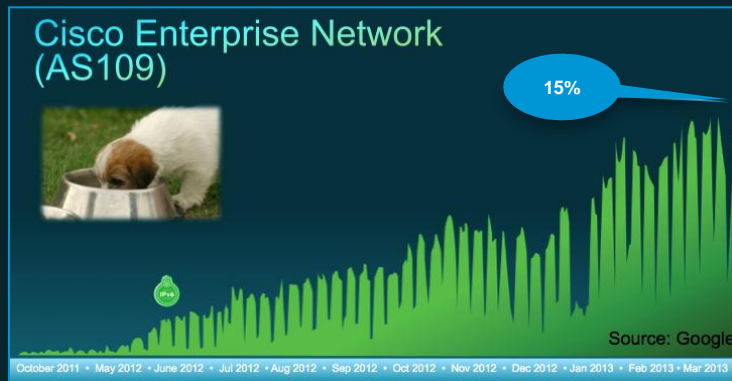 Cisco Enterprise Network
(AS109)
15%
IPv6
Source: Google
October 2011 • May 2012 • June 2012 • Jul 2012 • Aug 2012 • Sep 2012 • Oct 2012 • Nov 2012 • Dec 2012 • Jan 2013 • Feb 2013 • Mar 2013